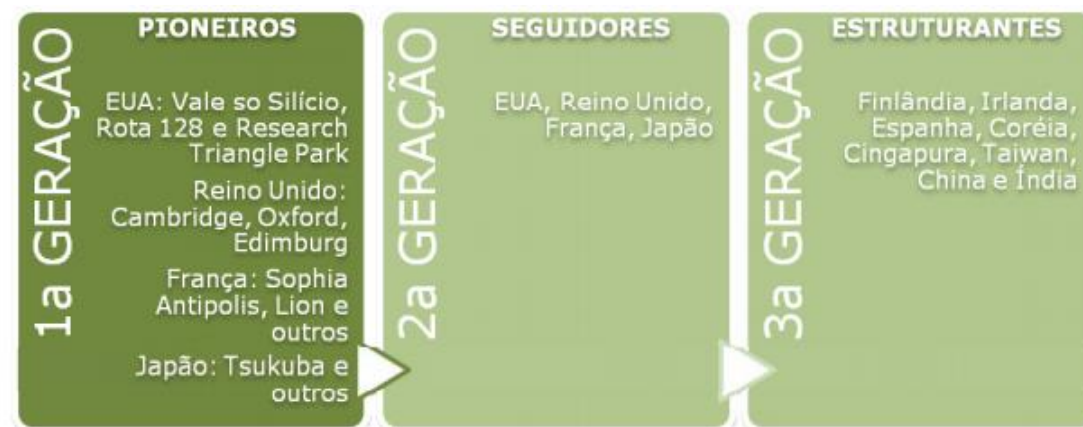 1a GERAÇÃO
PIONEIROS
EUA: Vale so Silício,
Rota 128 e Research
Triangle Park
Reino Unido:
Cambridge, Oxford,
Edimburg
França: Sophia
Antipolis, Lion e
outros
Japão: Tsukuba e
outros
2a GERAÇÃO
SEGUIDORES
EUA, Reino Unido,
França, Japão
3a GERAÇÃO
ESTRUTURANTES
Finlândia, Irlanda,
Espanha, Coréia,
Cingapura, Taiwan,
China e Índia